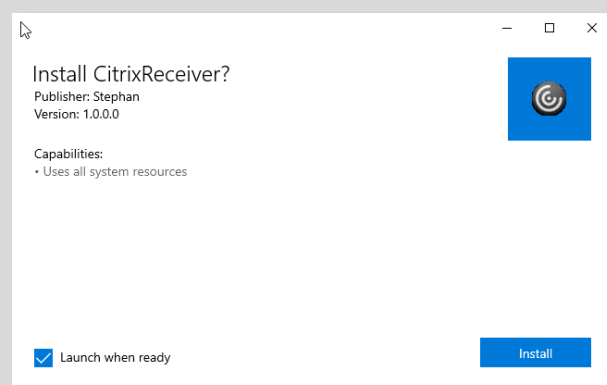 Install CitrixReceiver?
Publisher: Stephan
Version: 1.0.0.0
Capabilities:
• Uses all system resources
Launch when ready
Install